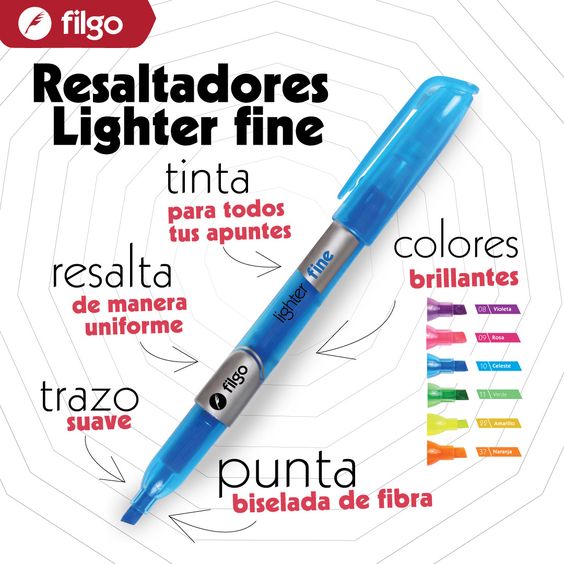 filgo
Resaltadores
Lighter fine
tinta
para todos
tus apuntes
resalta
de manera
uniforme
colores
brillantes
08 Violeta
09 Rosa
10 Celeste
11 Verde
22 Amarillo
37 Naranja
trazo
suave
punta
biselada de fibra
lighter fine
filgo